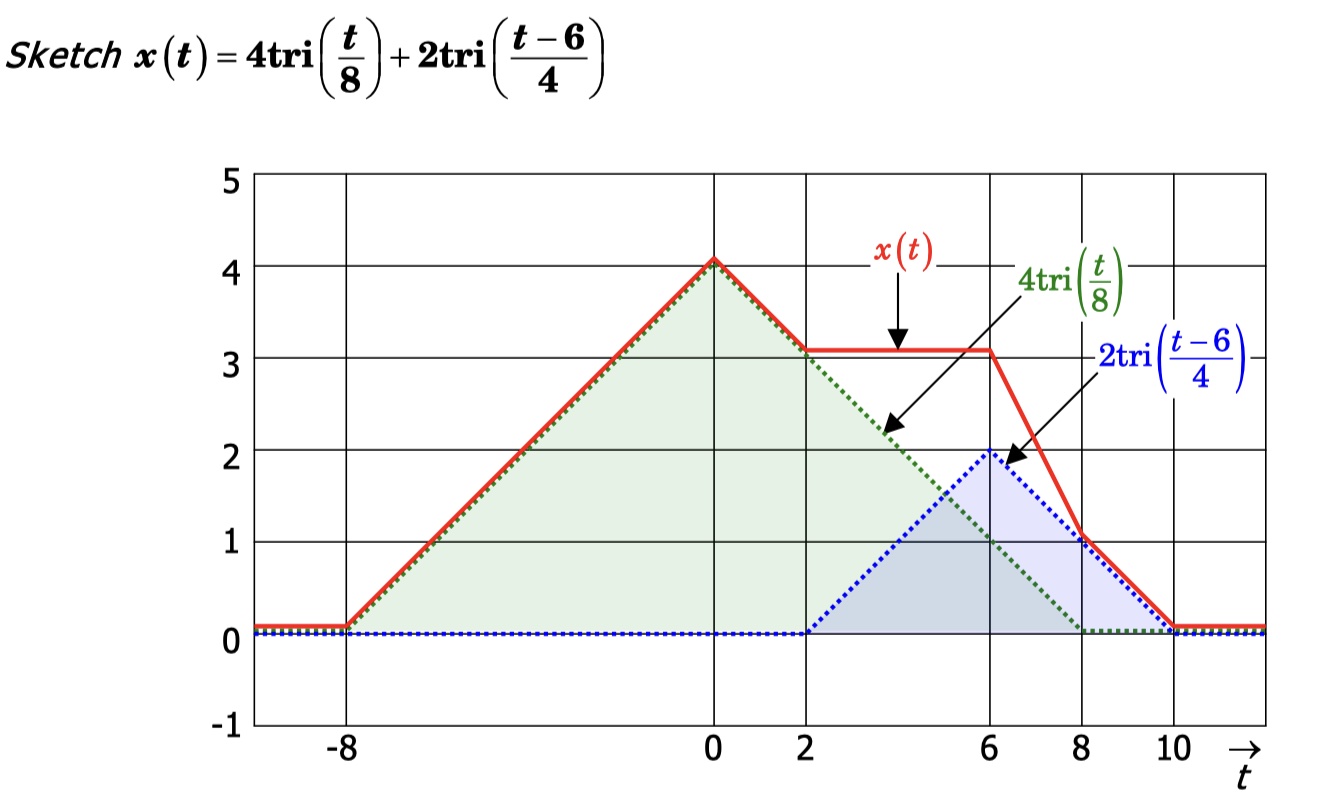 Sketch x(t) = 4tri(t/8) + 2tri((t−6)/4)
5
x(t)
4
4tri(t/8)
3
2tri((t−6)/4)
2
1
0
-1
-8 0 2 6 8 10 →
t